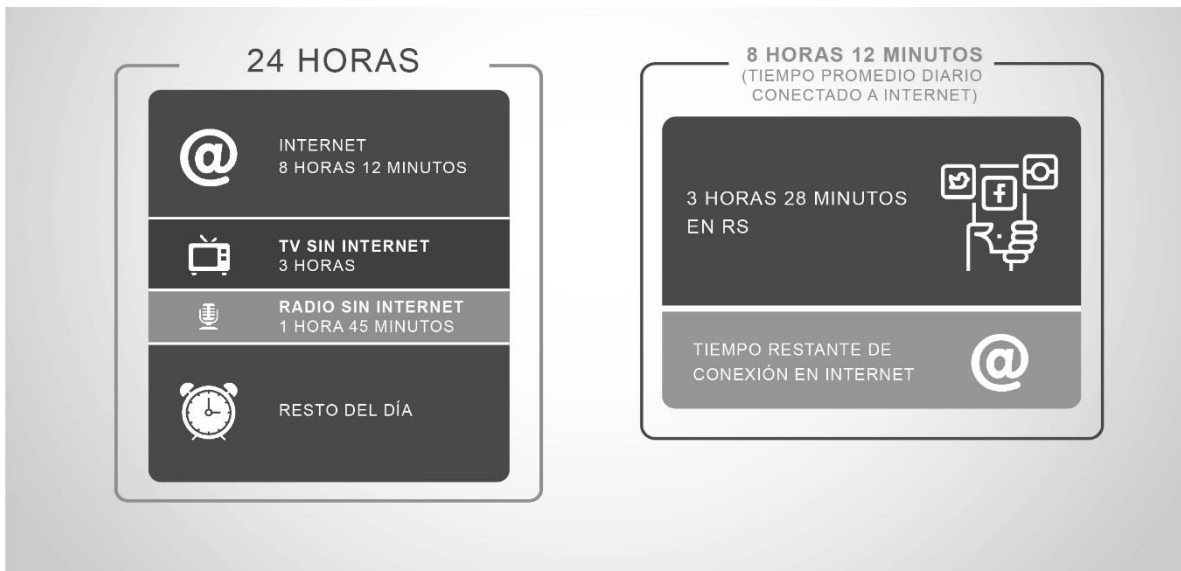 24 HORAS
@
INTERNET
8 HORAS 12 MINUTOS
TV SIN INTERNET
3 HORAS
RADIO SIN INTERNET
1 HORA 45 MINUTOS
RESTO DEL DÍA
8 HORAS 12 MINUTOS
(TIEMPO PROMEDIO DIARIO
CONECTADO A INTERNET)
3 HORAS 28 MINUTOS
EN RS
f
TIEMPO RESTANTE DE
CONEXIÓN EN INTERNET
@